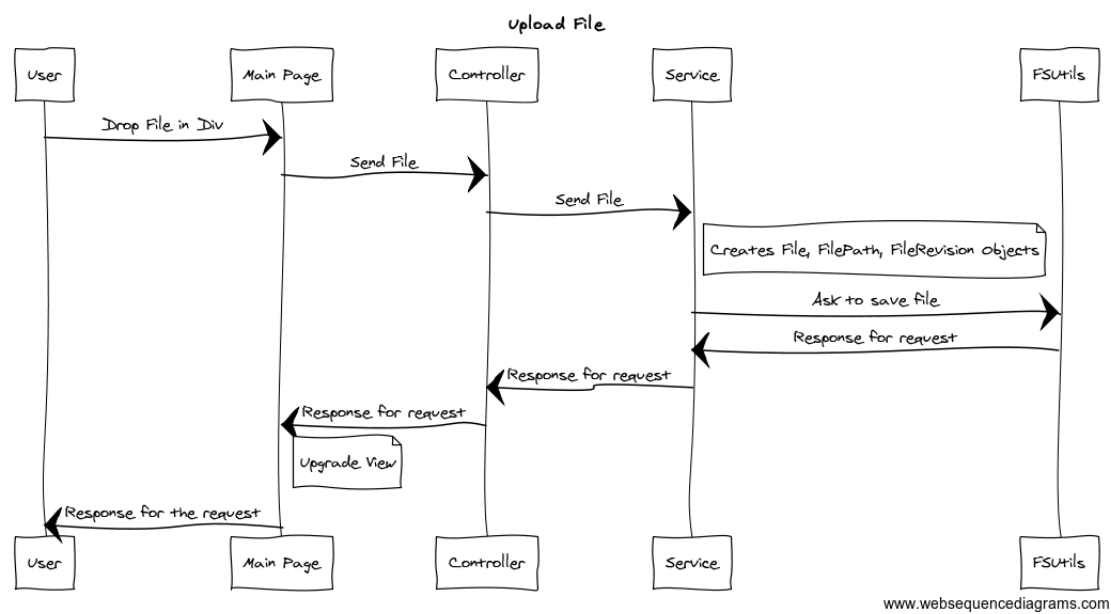 Upload File
User
Main Page
Controller
Service
FSUtils
Drop File in Div
Send File
Send File
Creates File, FilePath, FileRevision Objects
Ask to save file
Response for request
Response for request
Response for request
Upgrade View
Response for the request
User
Main Page
Controller
Service
FSUtils
www.websequencediagrams.com